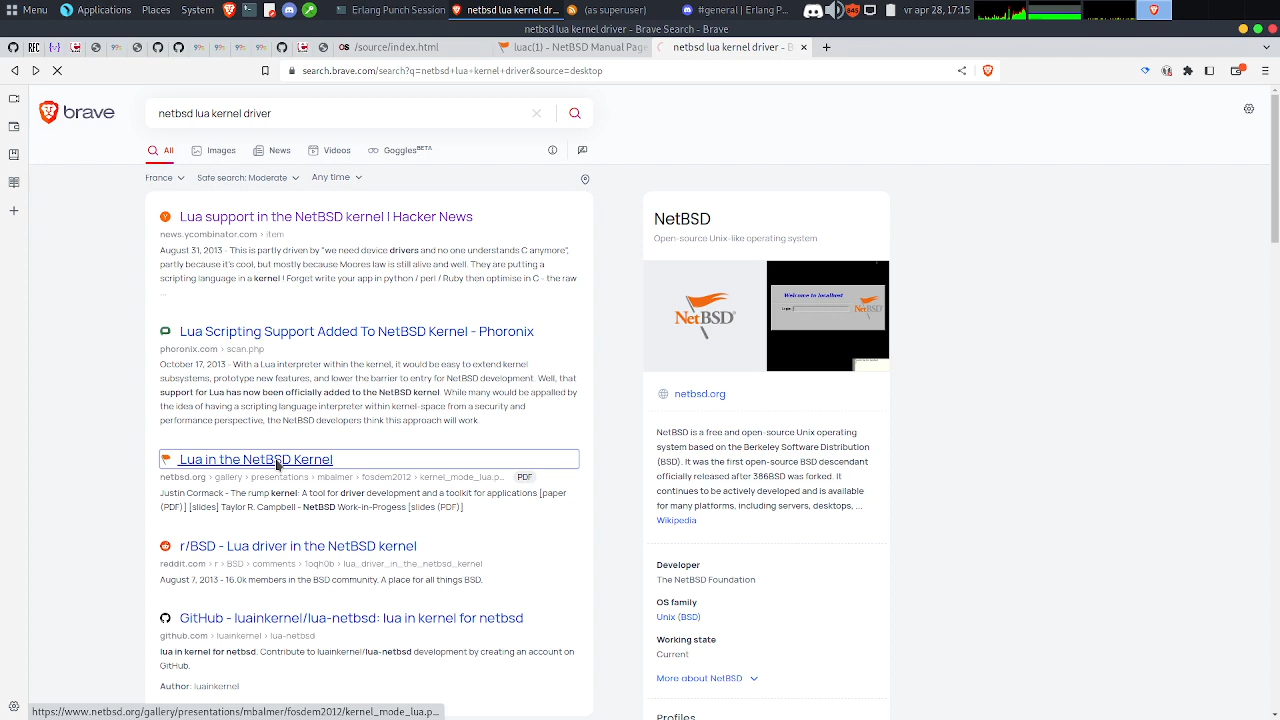 Menu Applications Places System Erlan netbsd lua kernel dr... (as superuser) #general | Erlang P... 845 vr apr 28, 17:15
netbsd lua kernel driver - Brave Search - Brave
/source/index.html luac(1) - NetBSD Manual Page netbsd lua kernel driver - B
search.brave.com/search?q=netbsd+lua+kernel+driver&source=desktop
brave
netbsd lua kernel driver
All Images News Videos Goggles BETA
France Safe search: Moderate Any time
Lua support in the NetBSD kernel | Hacker News
news.ycombinator.com › item
August 31, 2013 - This is partly driven by "we need device drivers and no one understands C anymore",
partly because it's cool, but mostly because Moores law is still alive and well. They are putting a
scripting language in a kernel ! Forget write your app in python / perl / Ruby then optimise in C - the raw
...
Lua Scripting Support Added To NetBSD Kernel - Phoronix
phoronix.com › scan.php
October 17, 2013 - With a Lua interpreter within the kernel, it would be easy to extend kernel
subsystems, prototype new features, and lower the barrier to entry for NetBSD development. Well, that
support for Lua has now been officially added to the NetBSD kernel. While many would be appalled by
the idea of having a scripting language interpreter within kernel-space from a security and
performance perspective, the NetBSD developers think this approach will work.
Lua in the NetBSD Kernel
netbsd.org › gallery › presentations › mbalmer › fosdem2012 › kernel_mode_lua.p... PDF
Justin Cormack - The rump kernel: A tool for driver development and a toolkit for applications [paper
(PDF)] [slides] Taylor R. Campbell - NetBSD Work-in-Progess [slides (PDF)]
r/BSD - Lua driver in the NetBSD kernel
reddit.com › r › BSD › comments › 1oqh0b › lua_driver_in_the_netbsd_kernel
August 7, 2013 - 16.0k members in the BSD community. A place for all things BSD.
GitHub - luainkernel/lua-netbsd: lua in kernel for netbsd
github.com › luainkernel › lua-netbsd
lua in kernel for netbsd. Contribute to luainkernel/lua-netbsd development by creating an account on
GitHub.
Author: luainkernel
NetBSD
Open-source Unix-like operating system
NetBSD
Welcome to localhost
netbsd.org
NetBSD is a free and open-source Unix operating
system based on the Berkeley Software Distribution
(BSD). It was the first open-source BSD descendant
officially released after 386BSD was forked. It
continues to be actively developed and is available
for many platforms, including servers, desktops, ...
Wikipedia
Developer
The NetBSD Foundation
OS family
Unix (BSD)
Working state
Current
More about NetBSD
Profiles
https://www.netbsd.org/gallery/presentations/mbalmer/fosdem2012/kernel_mode_lua.p...